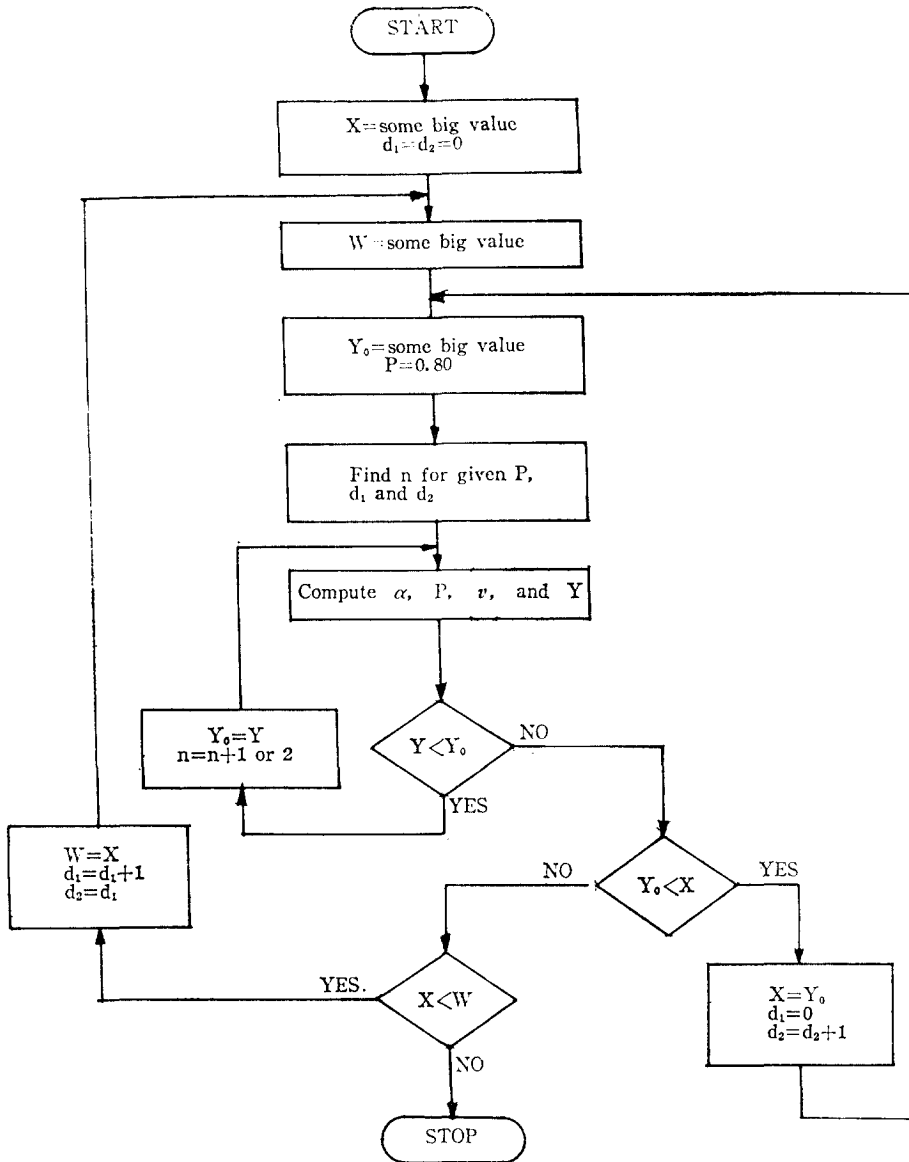 START
X=some big value
d₁=d₂=0
W=some big value
Y₀=some big value
P=0.80
Find n for given P,
d₁ and d₂
Compute α, P, v, and Y
Y<Y₀
NO
YES
Y₀=Y
n=n+1 or 2
W=X
d₁=d₁+1
d₂=d₁
Y₀<X
NO
YES
X<W
YES.
NO
X=Y₀
d₁=0
d₂=d₂+1
STOP